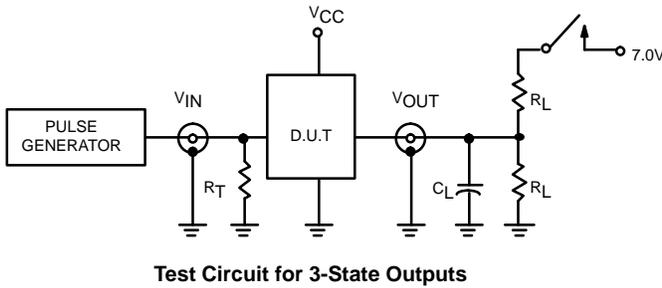 VCC
7.0V
RL
VIN
VOUT
PULSE
GENERATOR
D.U.T
RT
CL
RL
Test Circuit for 3-State Outputs